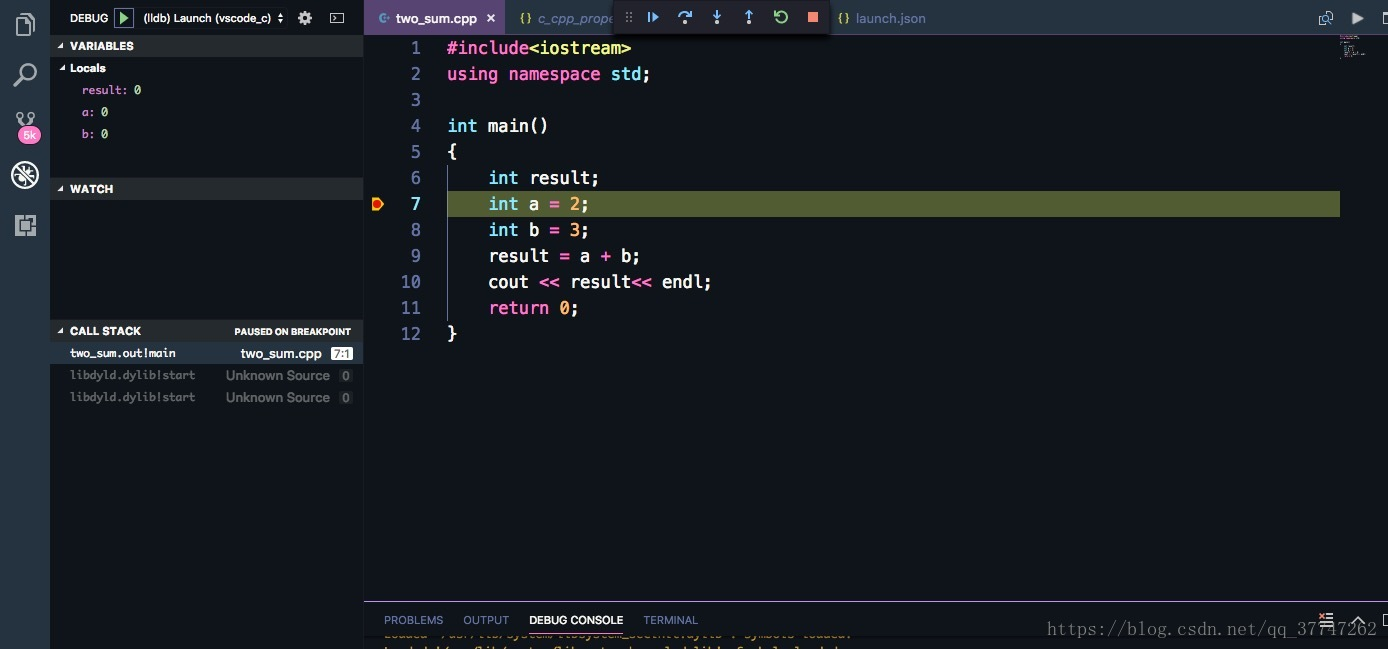 DEBUG (lldb) Launch (vscode_c)
two_sum.cpp × {} c_cpp_prope {} launch.json
VARIABLES
Locals
result: 0
a: 0
b: 0
5k
WATCH
CALL STACK PAUSED ON BREAKPOINT
two_sum.out!main two_sum.cpp 7:1
libdyld.dylib!start Unknown Source 0
libdyld.dylib!start Unknown Source 0
1 #include<iostream>
2 using namespace std;
3
4 int main()
5 {
6 int result;
7 int a = 2;
8 int b = 3;
9 result = a + b;
10 cout << result<< endl;
11 return 0;
12 }
PROBLEMS OUTPUT DEBUG CONSOLE TERMINAL
https://blog.csdn.net/qq_37747262